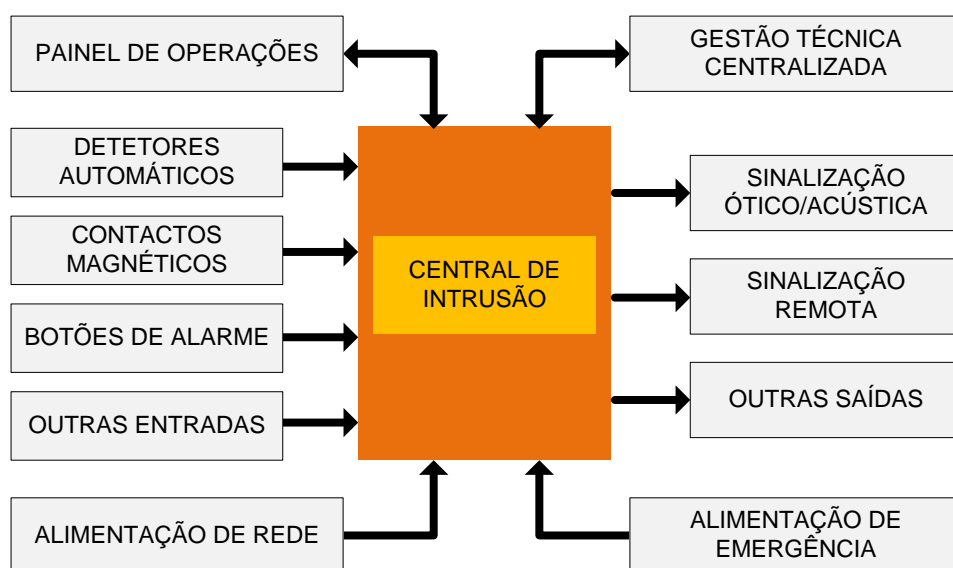 PAINEL DE OPERAÇÕES
GESTÃO TÉCNICA
CENTRALIZADA
DETETORES
AUTOMÁTICOS
SINALIZAÇÃO
ÓTICO/ACÚSTICA
CONTACTOS
MAGNÉTICOS
CENTRAL DE
INTRUSÃO
SINALIZAÇÃO
REMOTA
BOTÕES DE ALARME
OUTRAS ENTRADAS
OUTRAS SAÍDAS
ALIMENTAÇÃO DE REDE
ALIMENTAÇÃO DE
EMERGÊNCIA